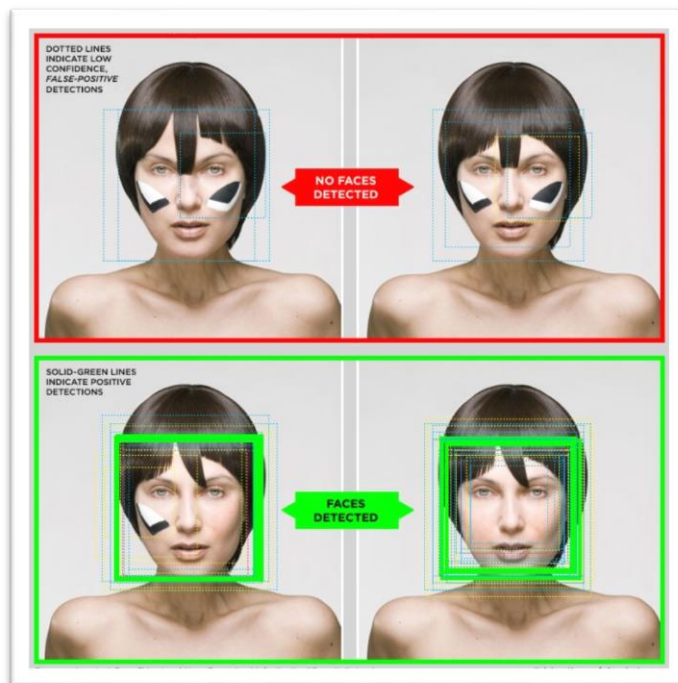 DOTTED LINES
INDICATE LOW
CONFIDENCE,
FALSE-POSITIVE
DETECTIONS
NO FACES
DETECTED
SOLID-GREEN LINES
INDICATE POSITIVE
DETECTIONS
FACES
DETECTED